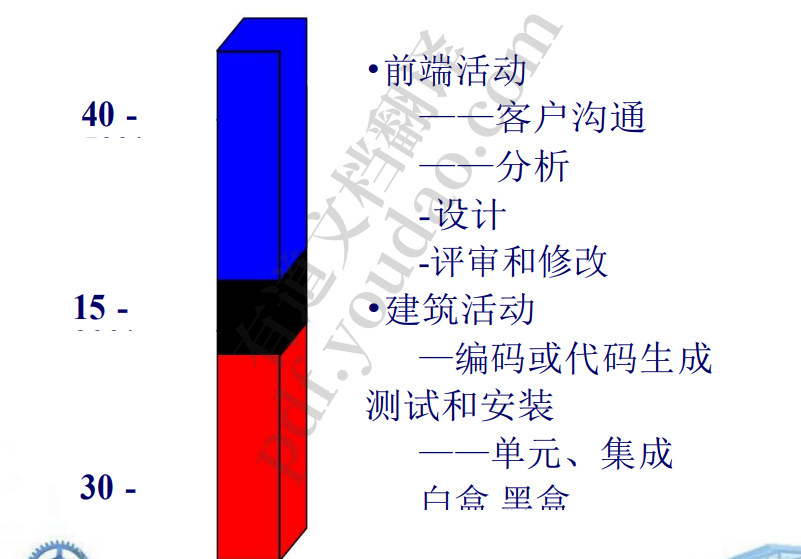 40 -
•前端活动
——客户沟通
——分析
-设计
-评审和修改
15 -
•建筑活动
—编码或代码生成
测试和安装
——单元、集成
30 -
白盒 黑盒
有道文档翻译
pdf.youdao.com